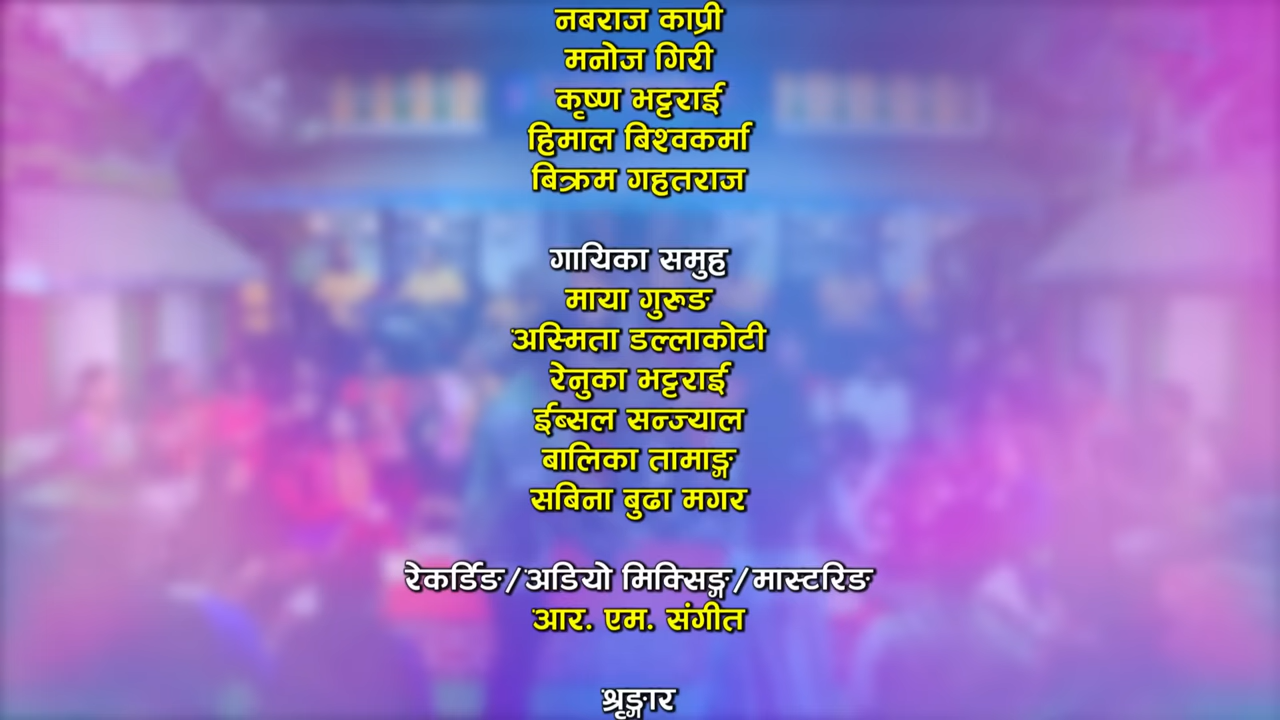 नबराज काप्री
मनोज गिरी
कृष्ण भट्टराई
हिमाल बिश्वकर्मा
बिक्रम गहतराज
गायिका समुह
माया गुरूङ
अस्मिता डल्लाकोटी
रेनुका भट्टराई
ईब्सल सन्ज्याल
बालिका तामाङ्ग
सबिना बुढा मगर
रेकर्डिङ/अडियो मिक्सिङ्ग/मास्टरिङ
आर. एम. संगीत
श्रृङ्गार